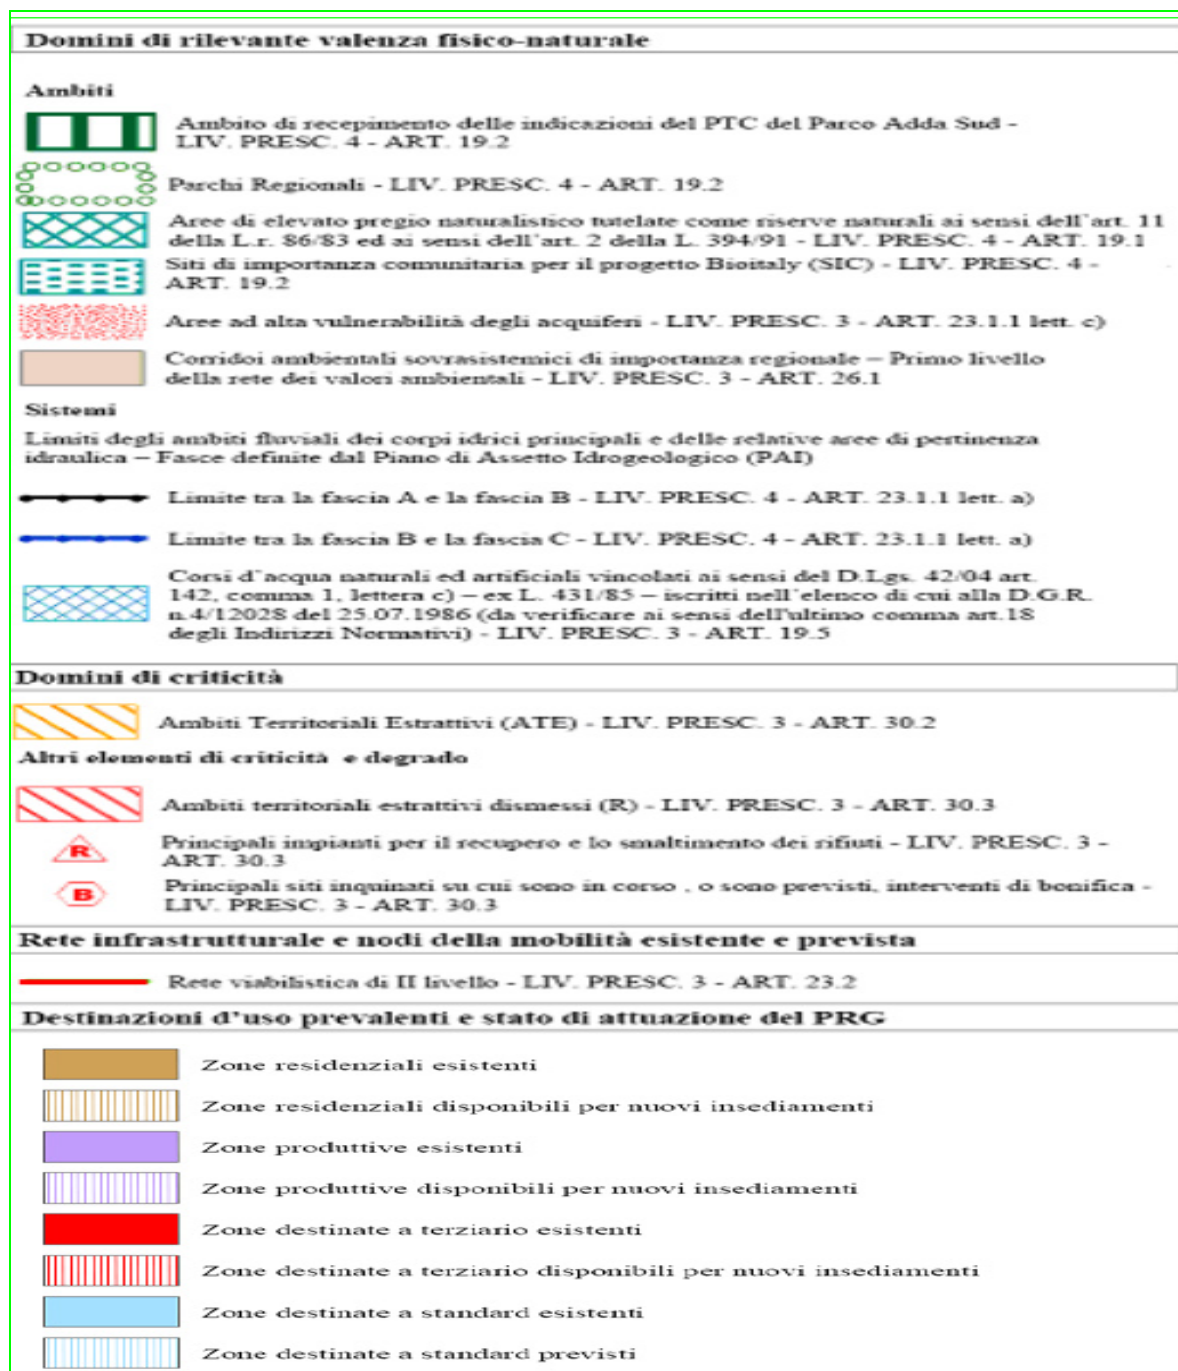 Domini di rilevante valenza fisico-naturale
Ambiti
Ambito di recepimento delle indicazioni del PTC del Parco Adda Sud -
LIV. PRESC. 4 - ART. 19.2
Parchi Regionali - LIV. PRESC. 4 - ART. 19.2
Aree di elevato pregio naturalistico tutelate come riserve naturali ai sensi dell'art. 11
della L.r. 86/83 ed ai sensi dell'art. 2 della L. 394/91 - LIV. PRESC. 4 - ART. 19.1
Siti di importanza comunitaria per il progetto Bioitaly (SIC) - LIV. PRESC. 4 -
ART. 19.2
Aree ad alta vulnerabilità degli acquiferi - LIV. PRESC. 3 - ART. 23.1.1 lett. c)
Corridoi ambientali sovrasistemici di importanza regionale – Primo livello
della rete dei valori ambientali - LIV. PRESC. 3 - ART. 26.1
Sistemi
Limiti degli ambiti fluviali dei corpi idrici principali e delle relative aree di pertinenza
idraulica – Fasce definite dal Piano di Assetto Idrogeologico (PAI)
Limite tra la fascia A e la fascia B - LIV. PRESC. 4 - ART. 23.1.1 lett. a)
Limite tra la fascia B e la fascia C - LIV. PRESC. 4 - ART. 23.1.1 lett. a)
Corsi d'acqua naturali ed artificiali vincolati ai sensi del D.Lgs. 42/04 art.
142, comma 1, lettera c) – ex L. 431/85 – iscritti nell'elenco di cui alla D.G.R.
n.4/12028 del 25.07.1986 (da verificare ai sensi dell'ultimo comma art.18
degli Indirizzi Normativi) - LIV. PRESC. 3 - ART. 19.5
Domini di criticità
Ambiti Territoriali Estrattivi (ATE) - LIV. PRESC. 3 - ART. 30.2
Altri elementi di criticità e degrado
Ambiti territoriali estrattivi dismessi (R) - LIV. PRESC. 3 - ART. 30.3
R Principali impianti per il recupero e lo smaltimento dei rifiuti - LIV. PRESC. 3 -
ART. 30.3
B Principali siti inquinati su cui sono in corso , o sono previsti, interventi di bonifica -
LIV. PRESC. 3 - ART. 30.3
Rete infrastrutturale e nodi della mobilità esistente e prevista
Rete viabilistica di II livello - LIV. PRESC. 3 - ART. 23.2
Destinazioni d'uso prevalenti e stato di attuazione del PRG
Zone residenziali esistenti
Zone residenziali disponibili per nuovi insediamenti
Zone produttive esistenti
Zone produttive disponibili per nuovi insediamenti
Zone destinate a terziario esistenti
Zone destinate a terziario disponibili per nuovi insediamenti
Zone destinate a standard esistenti
Zone destinate a standard previsti